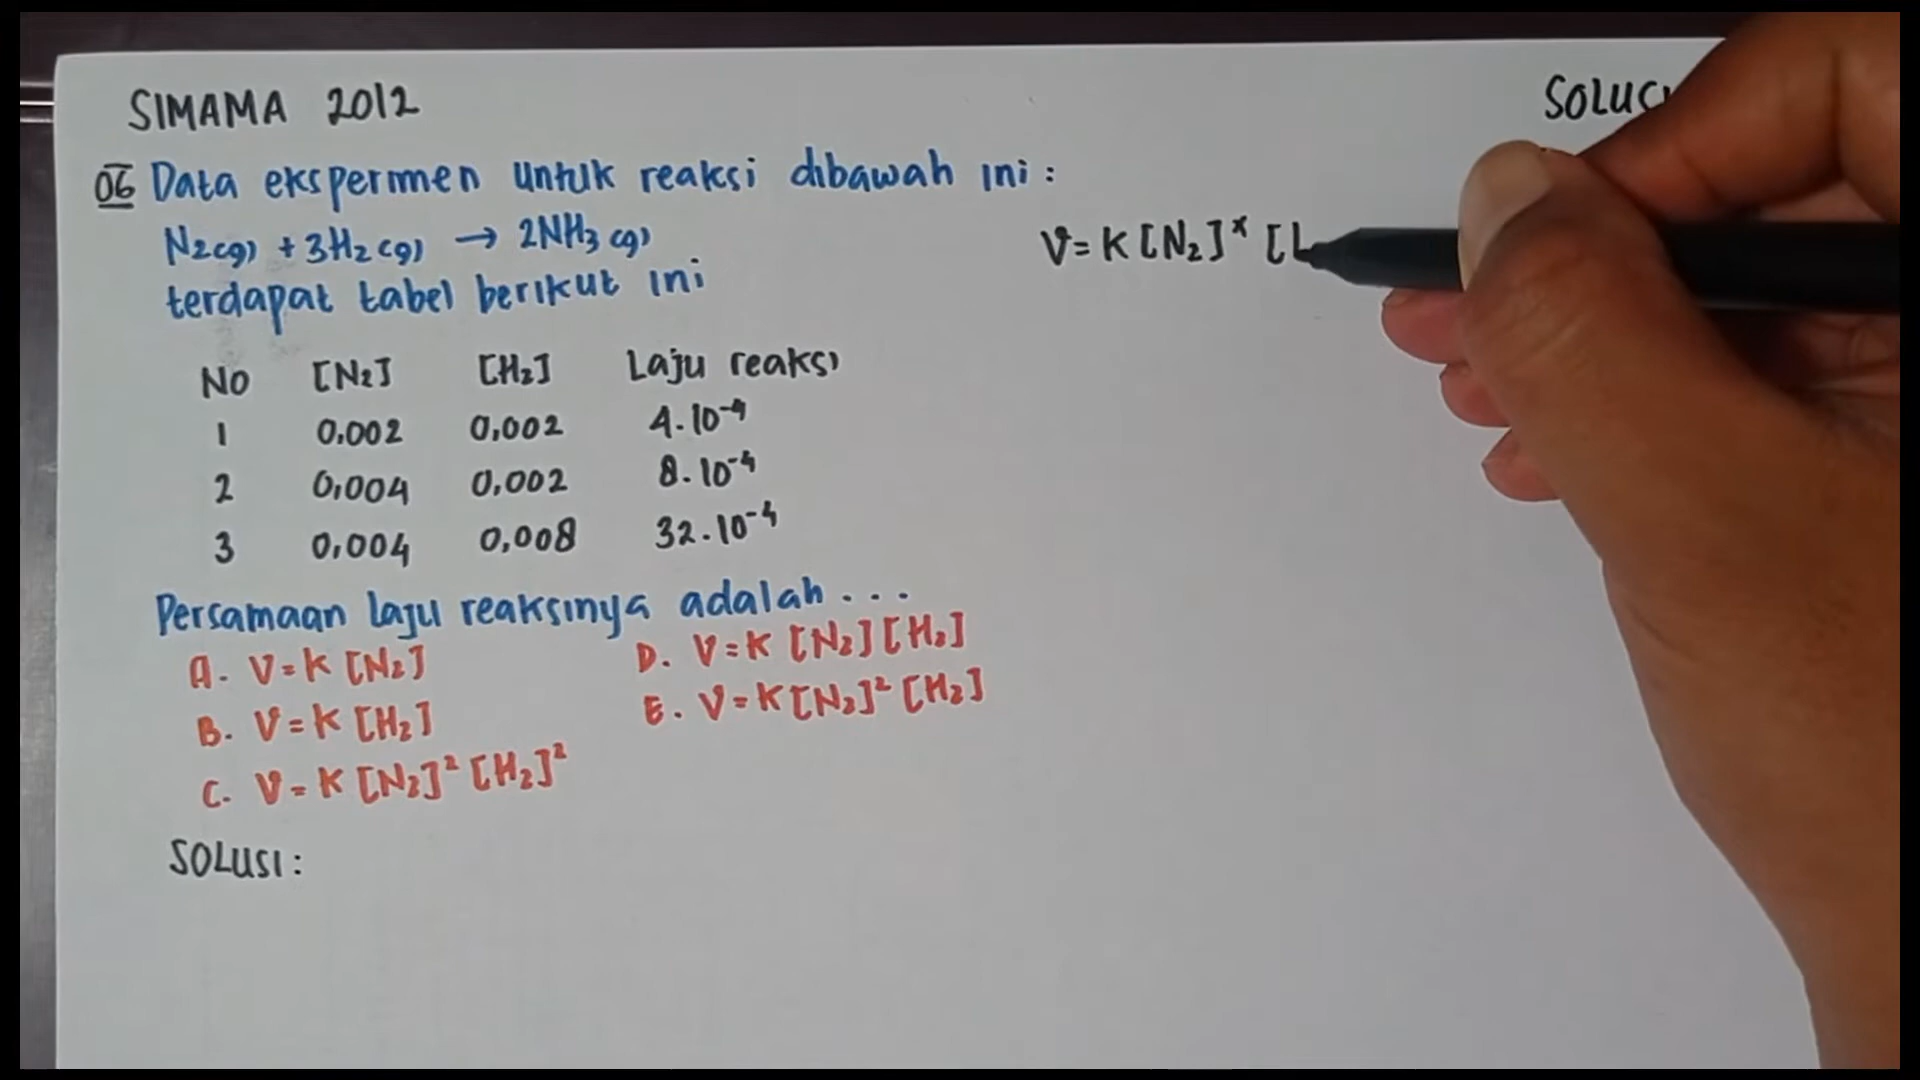 SIMAMA 2012
06 Data ekspermen untuk reaksi dibawah ini :
N₂(g) + 3H₂(g) → 2NH₃(g)
terdapat tabel berikut ini
No [N₂] [H₂] Laju reaksi
1 0,002 0,002 4.10⁻⁴
2 0,004 0,002 8.10⁻⁴
3 0,004 0,008 32.10⁻⁴
Persamaan laju reaksinya adalah ...
A. V=K [N₂]
B. V=K [H₂]
C. V=K [N₂]² [H₂]²
D. V=K [N₂] [H₂]
E. V=K [N₂]² [H₂]
SOLUSI :
V=K [N₂]ˣ [